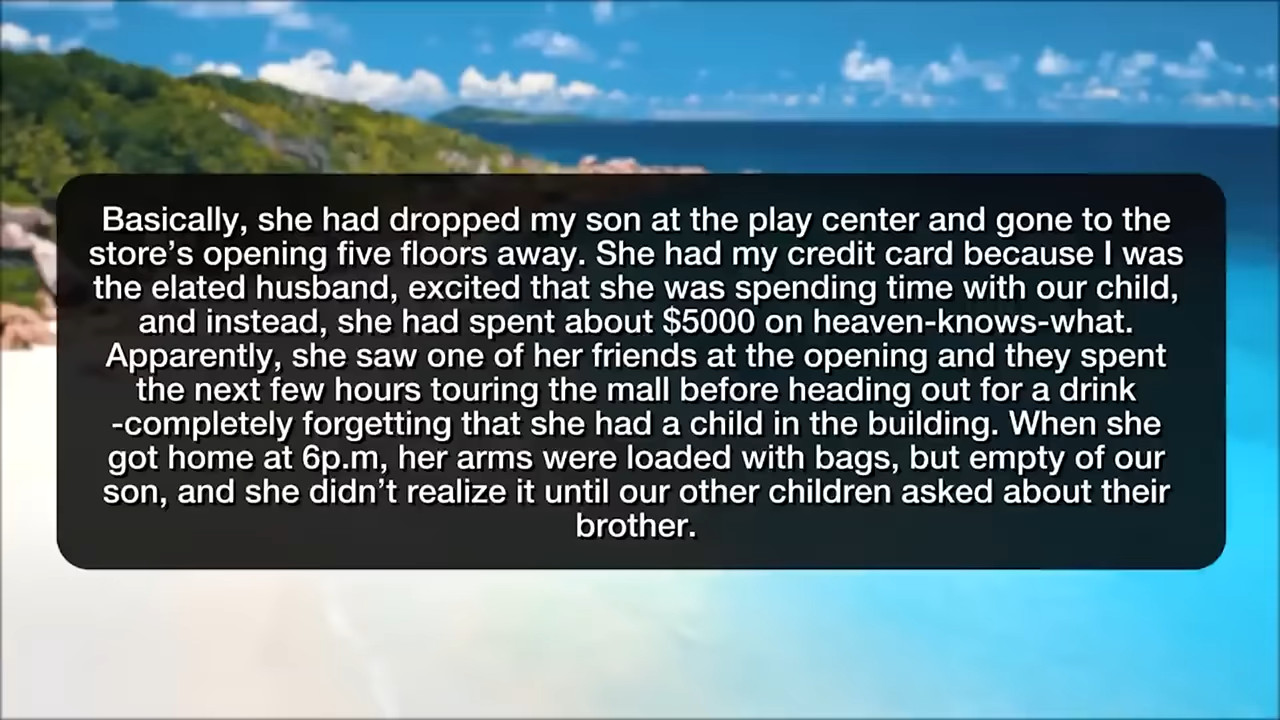 Basically, she had dropped my son at the play center and gone to the
store’s opening five floors away. She had my credit card because I was
the elated husband, excited that she was spending time with our child,
and instead, she had spent about $5000 on heaven-knows-what.
Apparently, she saw one of her friends at the opening and they spent
the next few hours touring the mall before heading out for a drink
-completely forgetting that she had a child in the building. When she
got home at 6p.m, her arms were loaded with bags, but empty of our
son, and she didn’t realize it until our other children asked about their
brother.